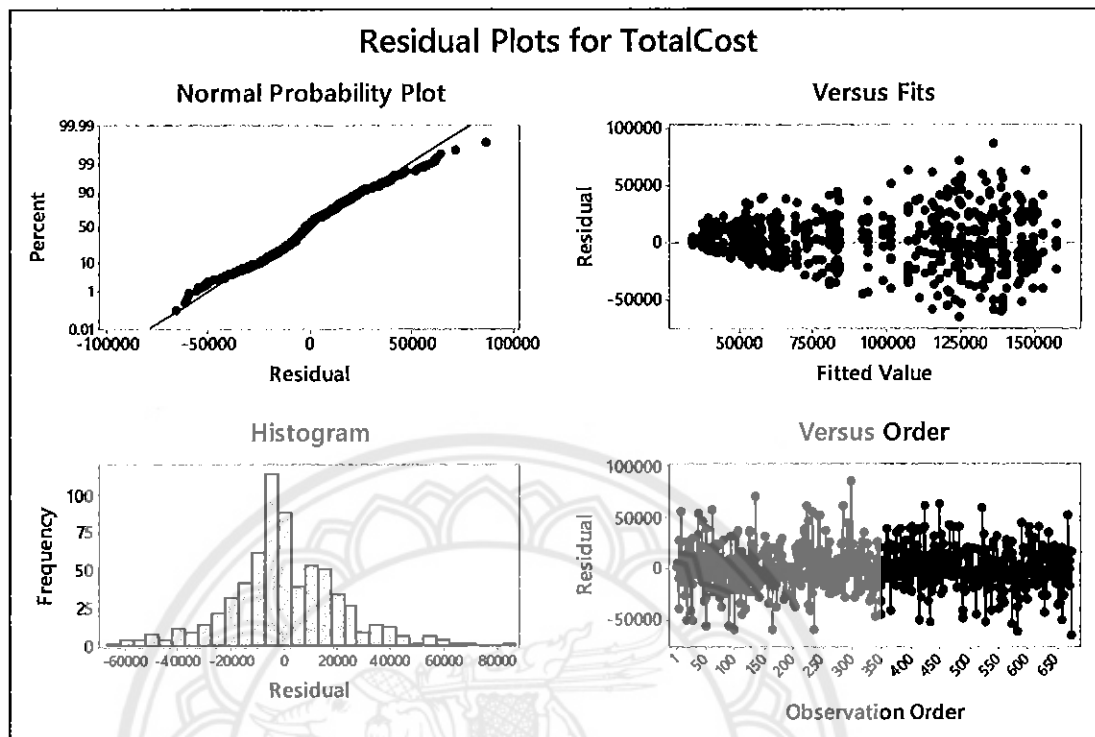 Residual Plots for TotalCost
Normal Probability Plot
99.99
99
90
50
10
1
0.01
Percent
-100000 -50000 0 50000 100000
Residual
Versus Fits
100000
50000
0
-50000
Residual
50000 75000 100000 125000 150000
Fitted Value
Histogram
100
75
50
25
0
Frequency
-60000 -40000 -20000 0 20000 40000 60000 80000
Residual
Versus Order
100000
50000
0
-50000
Residual
1 50 100 150 200 250 300 350 400 450 500 550 600 650
Observation Order